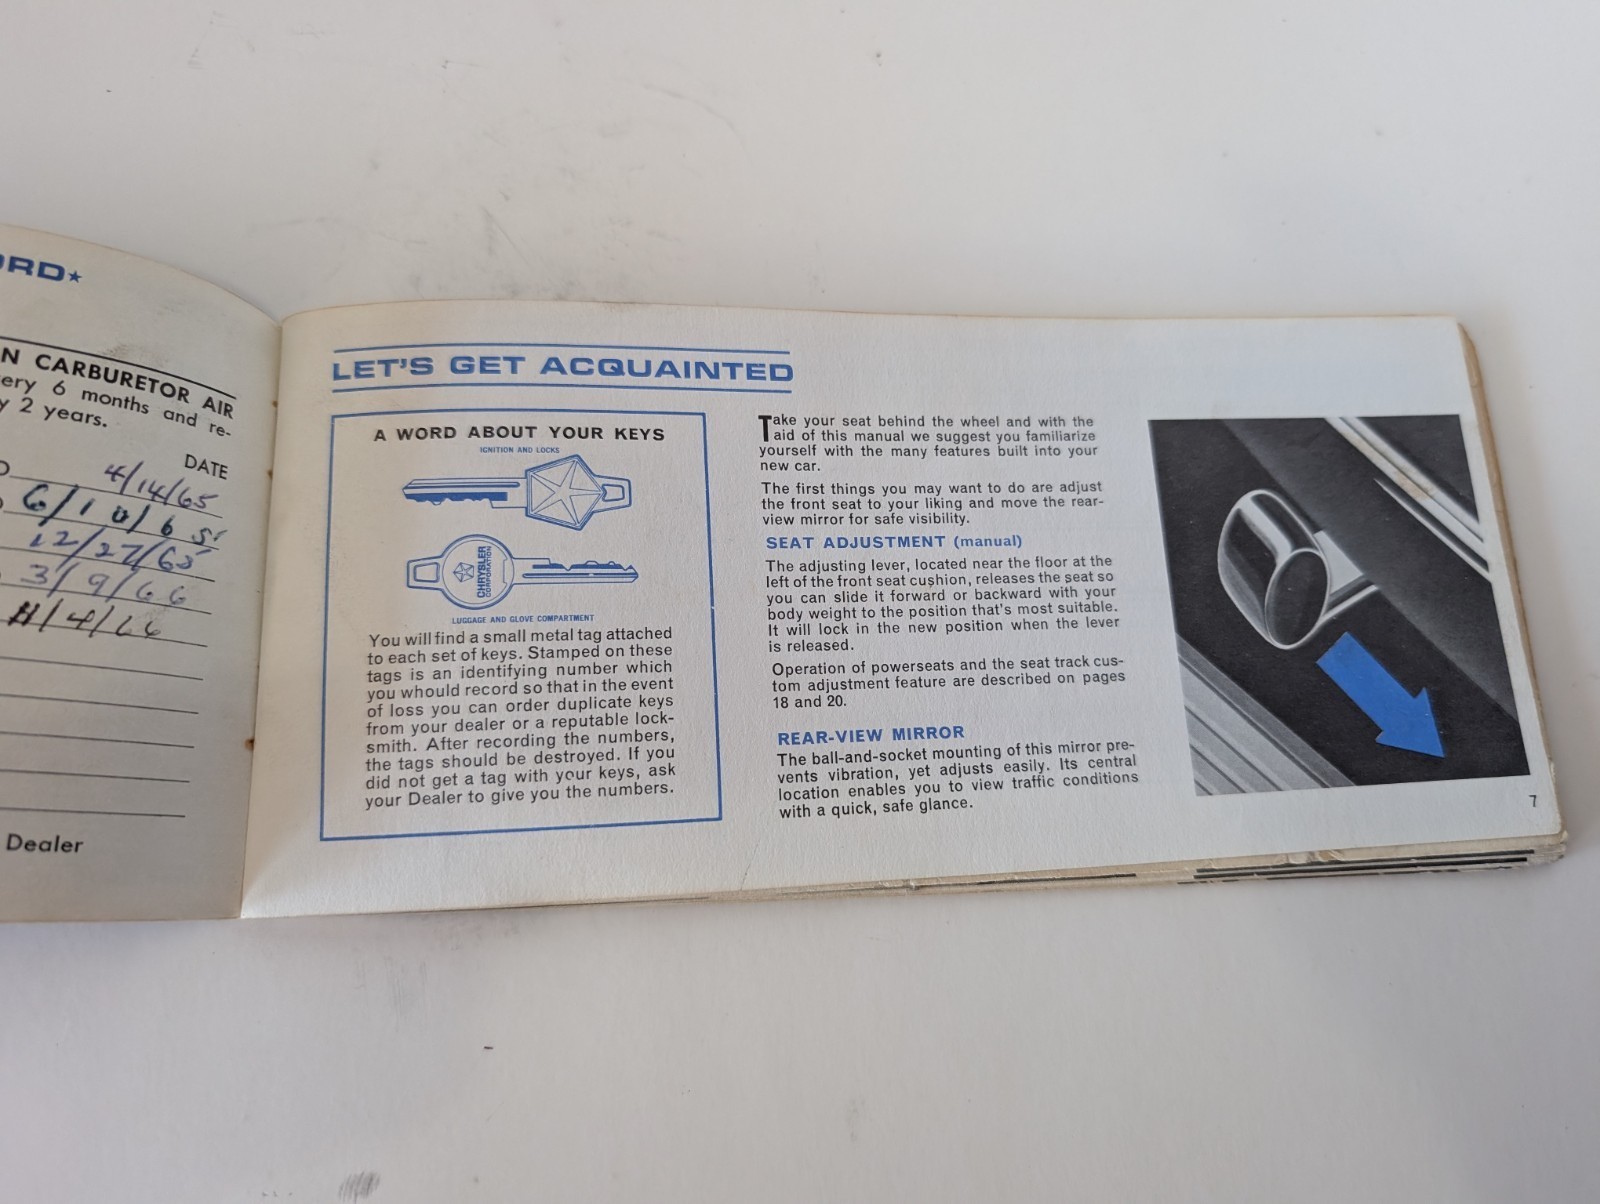 ORD★
N CARBURETOR AIR
ery 6 months and re-
y 2 years.
DATE
4/14/65
6/10/65
12/27/65
3/9/66
Dealer
LET'S GET ACQUAINTED
A WORD ABOUT YOUR KEYS
IGNITION AND LOCKS
CHRYSLER
CORPORATION
LUGGAGE AND GLOVE COMPARTMENT
You will find a small metal tag attached
to each set of keys. Stamped on these
tags is an identifying number which
you whould record so that in the event
of loss you can order duplicate keys
from your dealer or a reputable lock-
smith. After recording the numbers,
the tags should be destroyed. If you
did not get a tag with your keys, ask
your Dealer to give you the numbers.
Take your seat behind the wheel and with the
aid of this manual we suggest you familiarize
yourself with the many features built into your
new car.
The first things you may want to do are adjust
the front seat to your liking and move the rear-
view mirror for safe visibility.
SEAT ADJUSTMENT (manual)
The adjusting lever, located near the floor at the
left of the front seat cushion, releases the seat so
you can slide it forward or backward with your
body weight to the position that's most suitable.
It will lock in the new position when the lever
is released.
Operation of powerseats and the seat track cus-
tom adjustment feature are described on pages
18 and 20.
REAR-VIEW MIRROR
The ball-and-socket mounting of this mirror pre-
vents vibration, yet adjusts easily. Its central
location enables you to view traffic conditions
with a quick, safe glance.
7